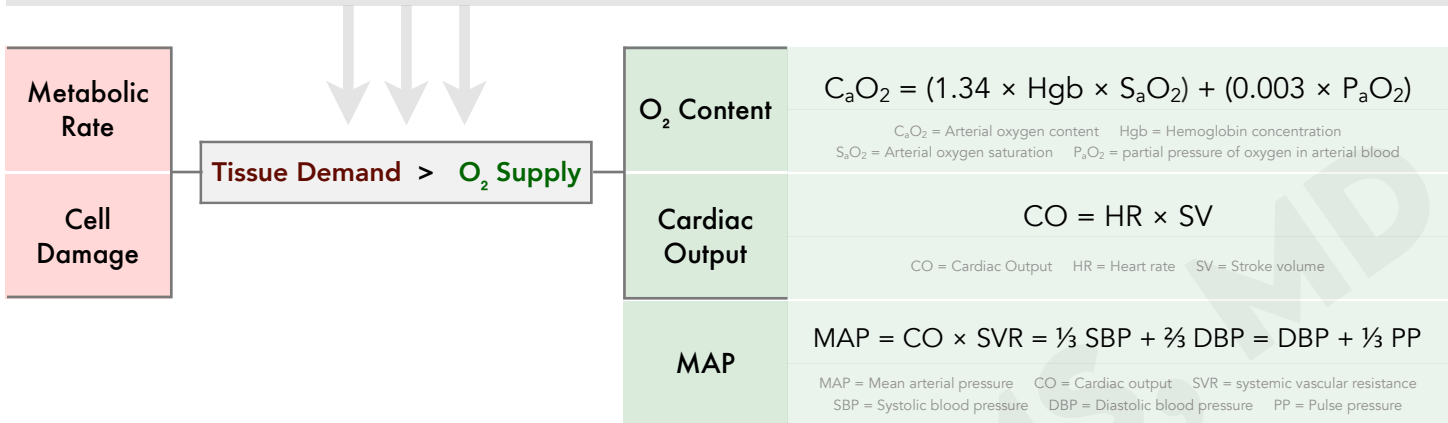 Metabolic
Rate
Cell
Damage
Tissue Demand > O₂ Supply
O₂ Content
CₐO₂ = (1.34 × Hgb × SₐO₂) + (0.003 × PₐO₂)
CₐO₂ = Arterial oxygen content Hgb = Hemoglobin concentration
SₐO₂ = Arterial oxygen saturation PₐO₂ = partial pressure of oxygen in arterial blood
Cardiac
Output
CO = HR × SV
CO = Cardiac Output HR = Heart rate SV = Stroke volume
MAP
MAP = CO × SVR = ⅓ SBP + ⅔ DBP = DBP + ⅓ PP
MAP = Mean arterial pressure CO = Cardiac output SVR = systemic vascular resistance
SBP = Systolic blood pressure DBP = Diastolic blood pressure PP = Pulse pressure
MD